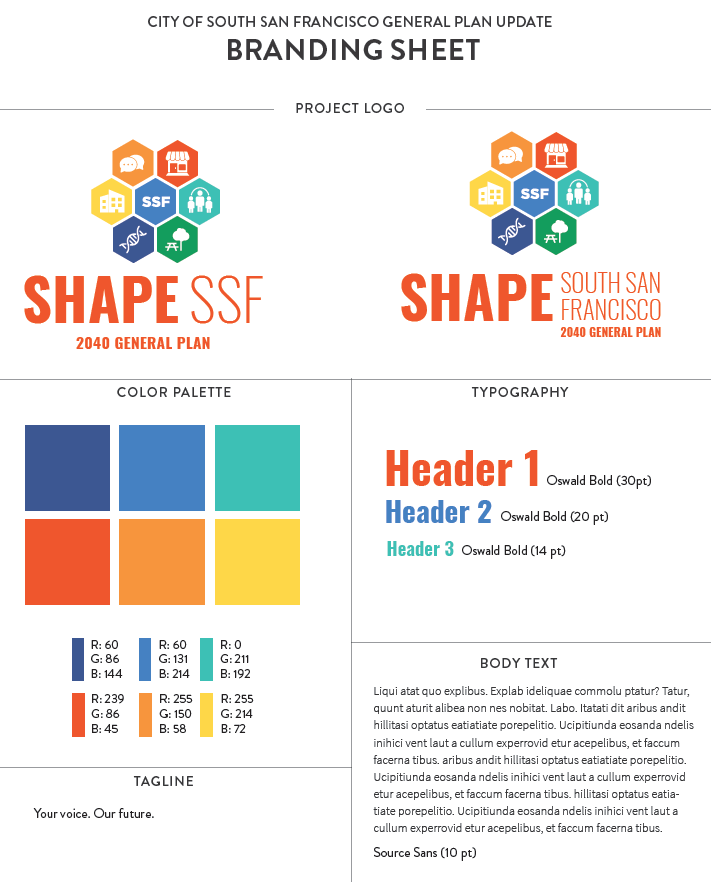 CITY OF SOUTH SAN FRANCISCO GENERAL PLAN UPDATE
BRANDING SHEET
PROJECT LOGO
SSF
SHAPE SSF
2040 GENERAL PLAN
SSF
SHAPE SOUTH SAN
FRANCISCO
2040 GENERAL PLAN
COLOR PALETTE
R: 60
G: 86
B: 144
R: 60
G: 131
B: 214
R: 0
G: 211
B: 192
R: 239
G: 86
B: 45
R: 255
G: 150
B: 58
R: 255
G: 214
B: 72
TAGLINE
Your voice. Our future.
TYPOGRAPHY
Header 1 Oswald Bold (30pt)
Header 2 Oswald Bold (20 pt)
Header 3 Oswald Bold (14 pt)
BODY TEXT
Liqui atat quo explibus. Explab ideliquae commolu ptatur? Tatur,
quunt aturit alibea non nes nobitat. Labo. Itatati dit aribus andit
hillitasi optatus eatiatiate porepelitio. Ucipitiunda eosanda ndelis
inihici vent laut a cullum experrovid etur acepelibus, et faccum
facerna tibus. aribus andit hillitasi optatus eatiatiate porepelitio.
Ucipitiunda eosanda ndelis inihici vent laut a cullum experrovid
etur acepelibus, et faccum facerna tibus. hillitasi optatus eatia-
tiate porepelitio. Ucipitiunda eosanda ndelis inihici vent laut a
cullum experrovid etur acepelibus, et faccum facerna tibus.
Source Sans (10 pt)